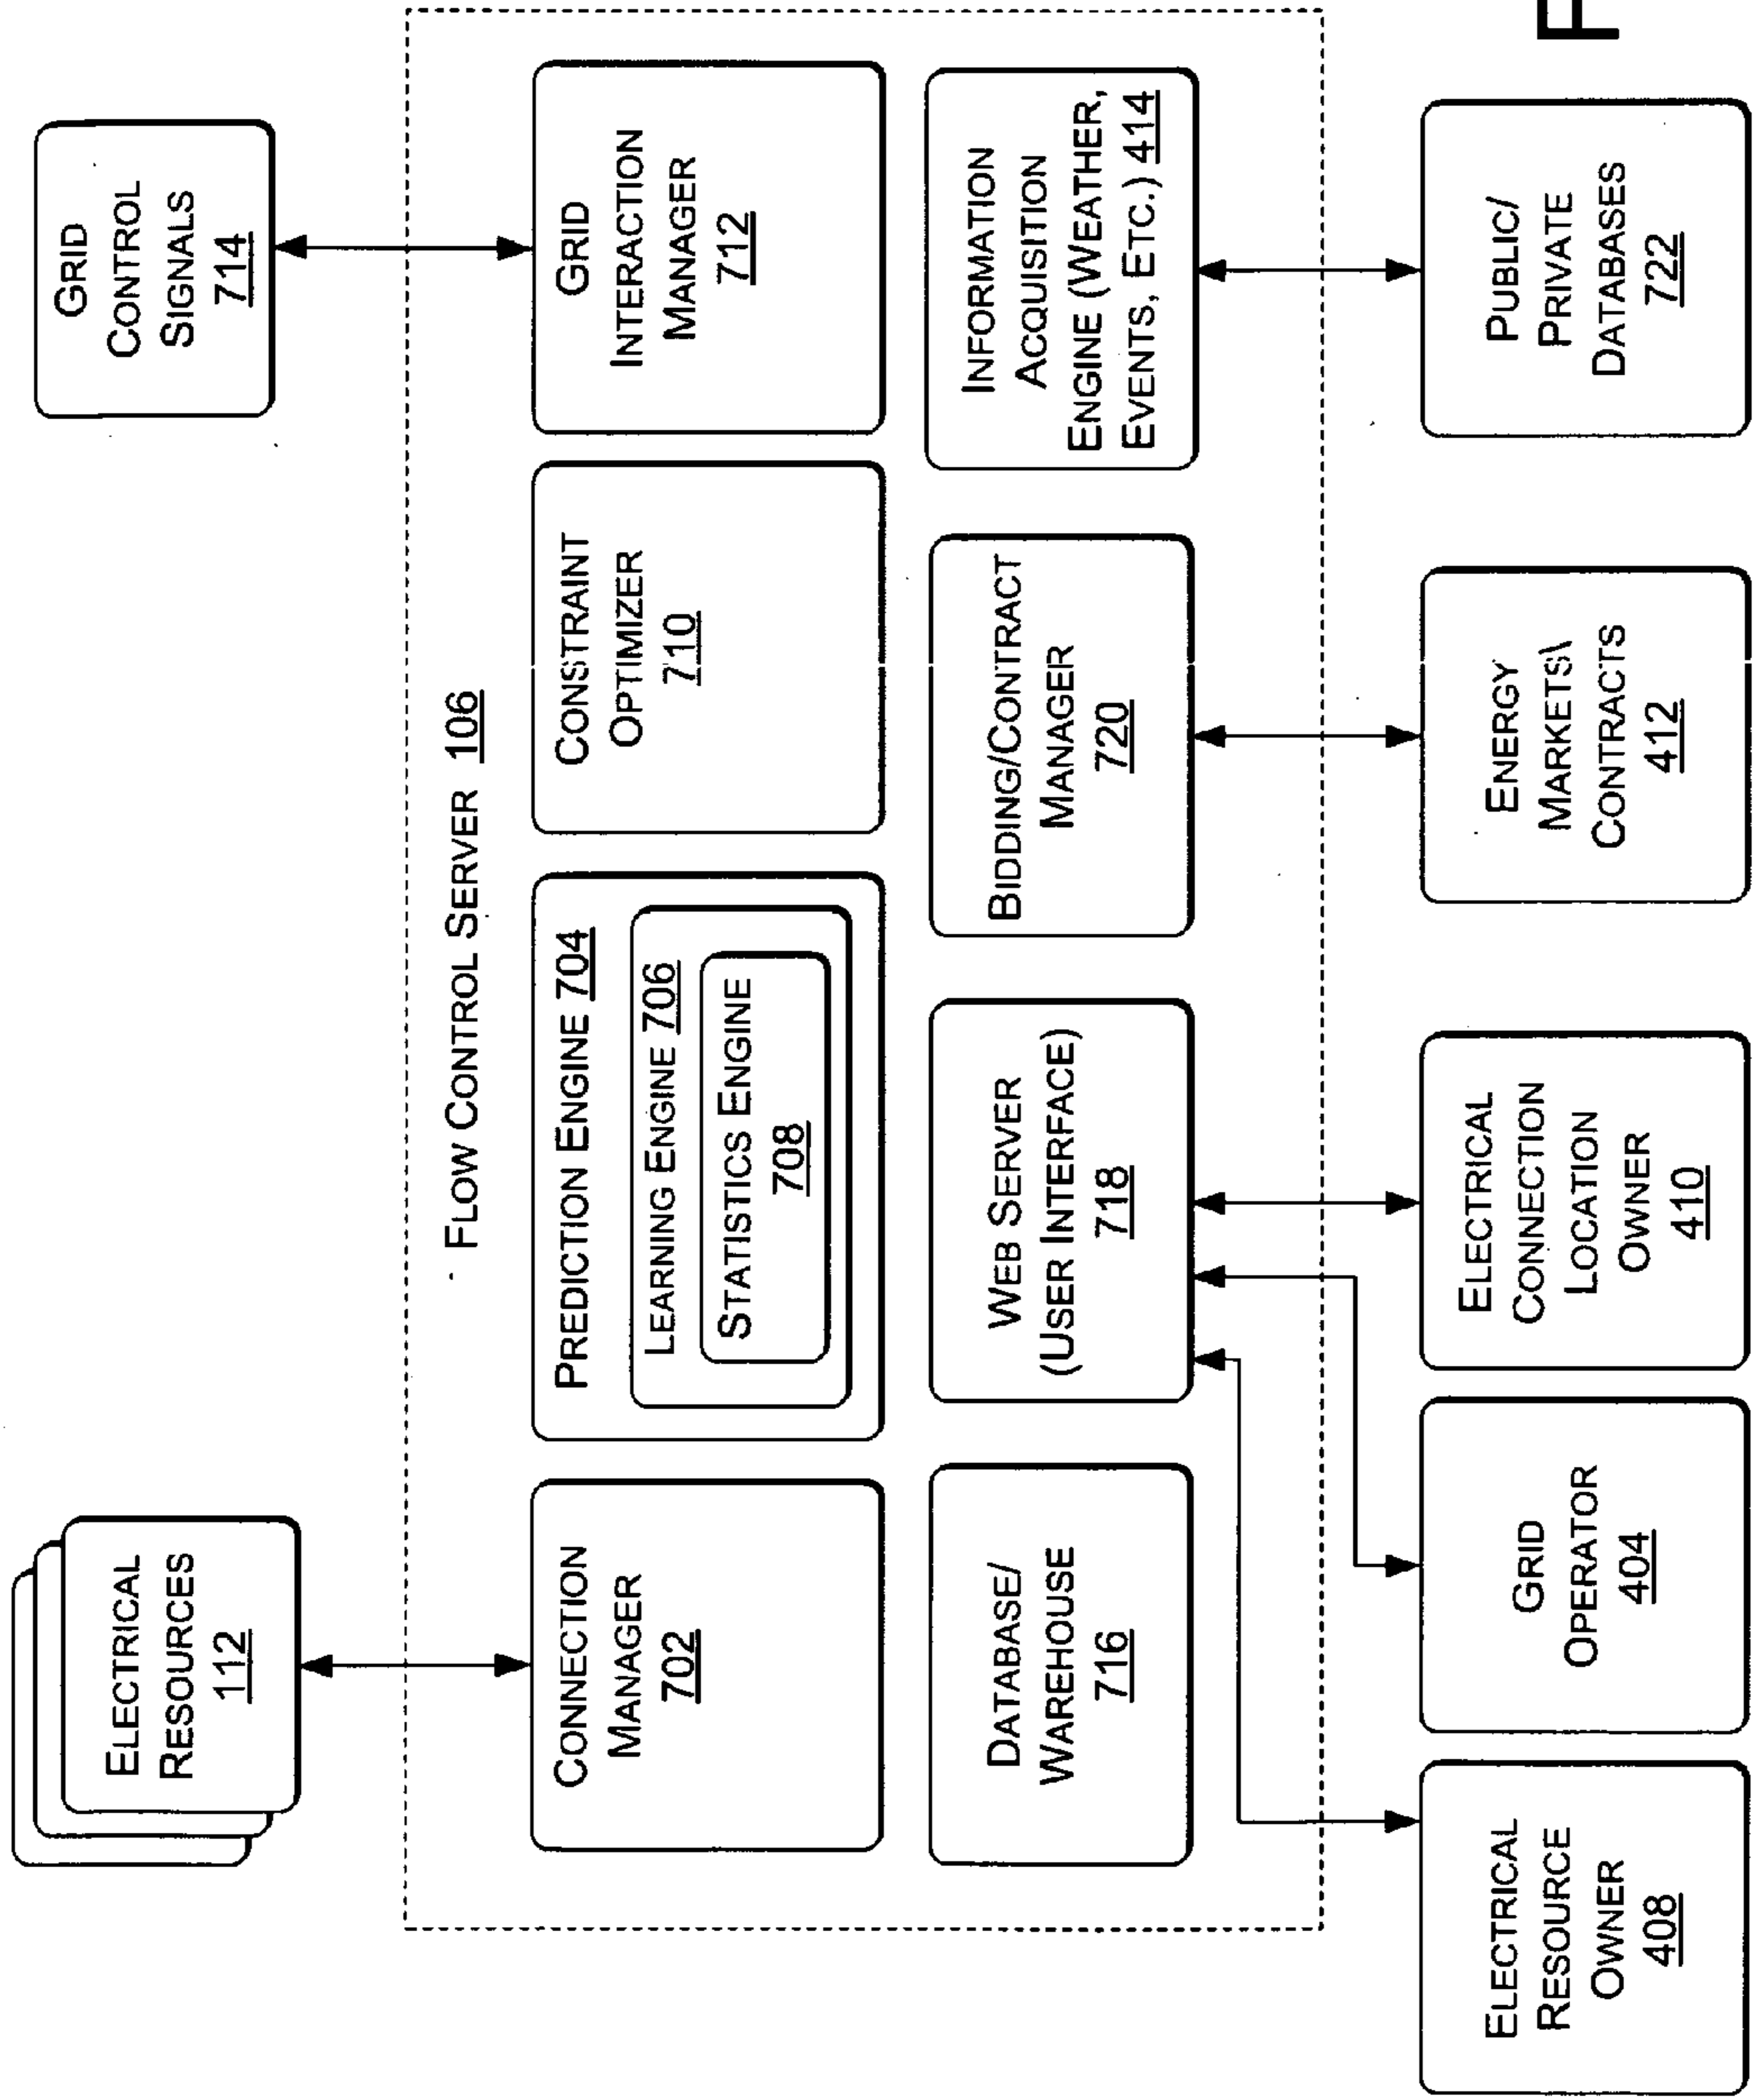 ELECTRICAL
RESOURCES
112
GRID
CONTROL
SIGNALS
714
FLOW CONTROL SERVER 106
CONNECTION
MANAGER
702
PREDICTION ENGINE 704
LEARNING ENGINE 706
STATISTICS ENGINE
708
CONSTRAINT
OPTIMIZER
710
GRID
INTERACTION
MANAGER
712
DATABASE/
WAREHOUSE
716
WEB SERVER
(USER INTERFACE)
718
BIDDING/CONTRACT
MANAGER
720
INFORMATION
ACQUISITION
ENGINE (WEATHER,
EVENTS, ETC.) 414
ELECTRICAL
RESOURCE
OWNER
408
GRID
OPERATOR
404
ELECTRICAL
CONNECTION
LOCATION
OWNER
410
ENERGY
MARKETS\
CONTRACTS
412
PUBLIC/
PRIVATE
DATABASES
722
F